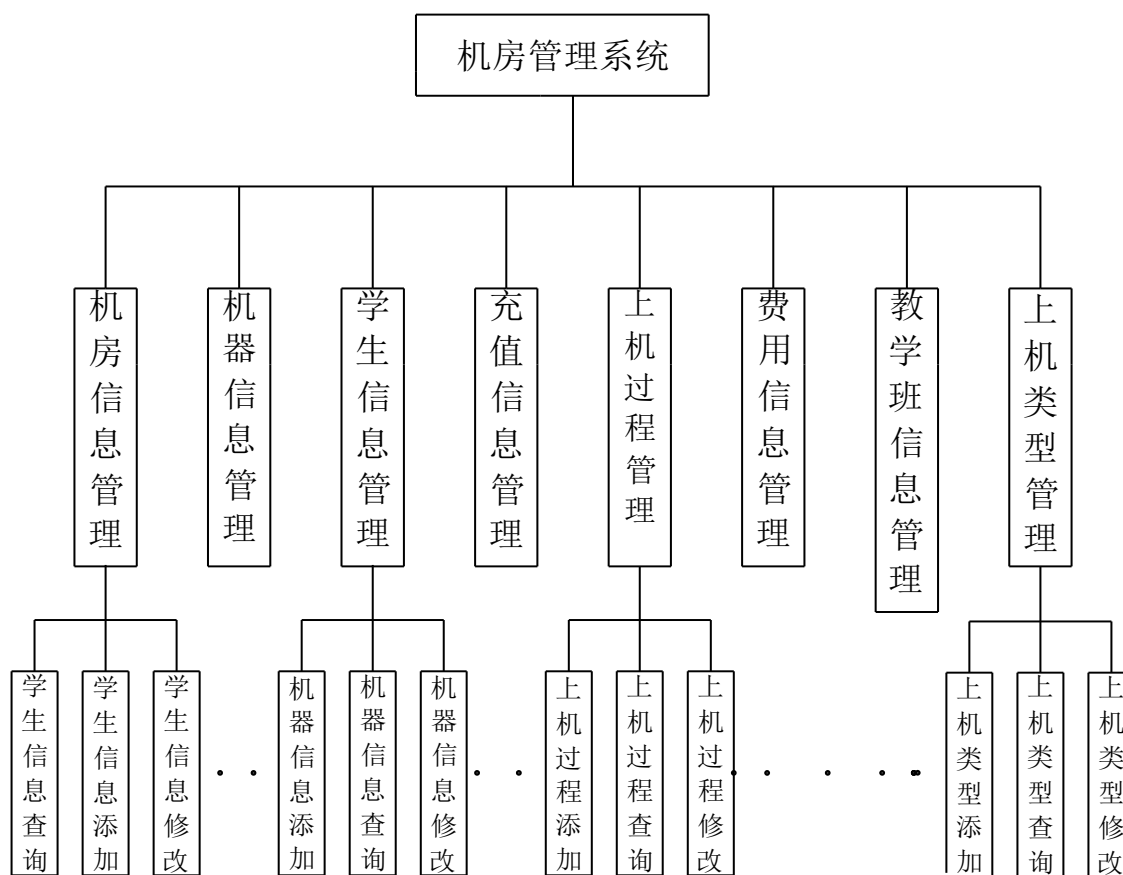 机房管理系统
机房信息管理
机器信息管理
学生信息管理
充值信息管理
上机过程管理
费用信息管理
教学班信息管理
上机类型管理
学生信息查询
学生信息添加
学生信息修改
机器信息添加
机器信息查询
机器信息修改
上机过程添加
上机过程查询
上机过程修改
上机类型添加
上机类型查询
上机类型修改